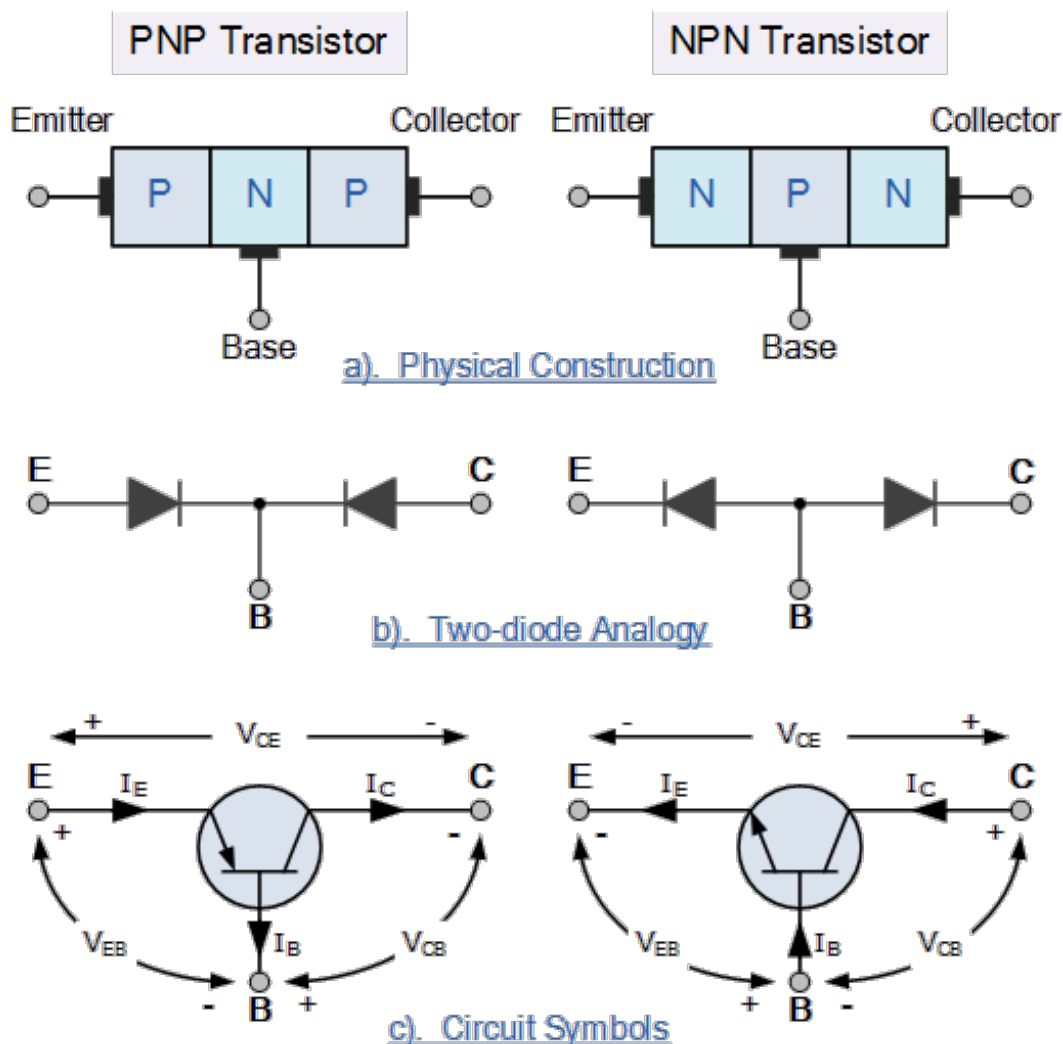 PNP Transistor
NPN Transistor
Emitter
Collector
Emitter
Collector
P N P
N P N
Base
Base
a). Physical Construction
E
C
E
C
B
B
b). Two-diode Analogy
+ VCE -
- VCE +
E IE IC C
E IE IC C
+ -
- +
VEB IB VCB
VEB IB VCB
- B +
+ B -
c). Circuit Symbols